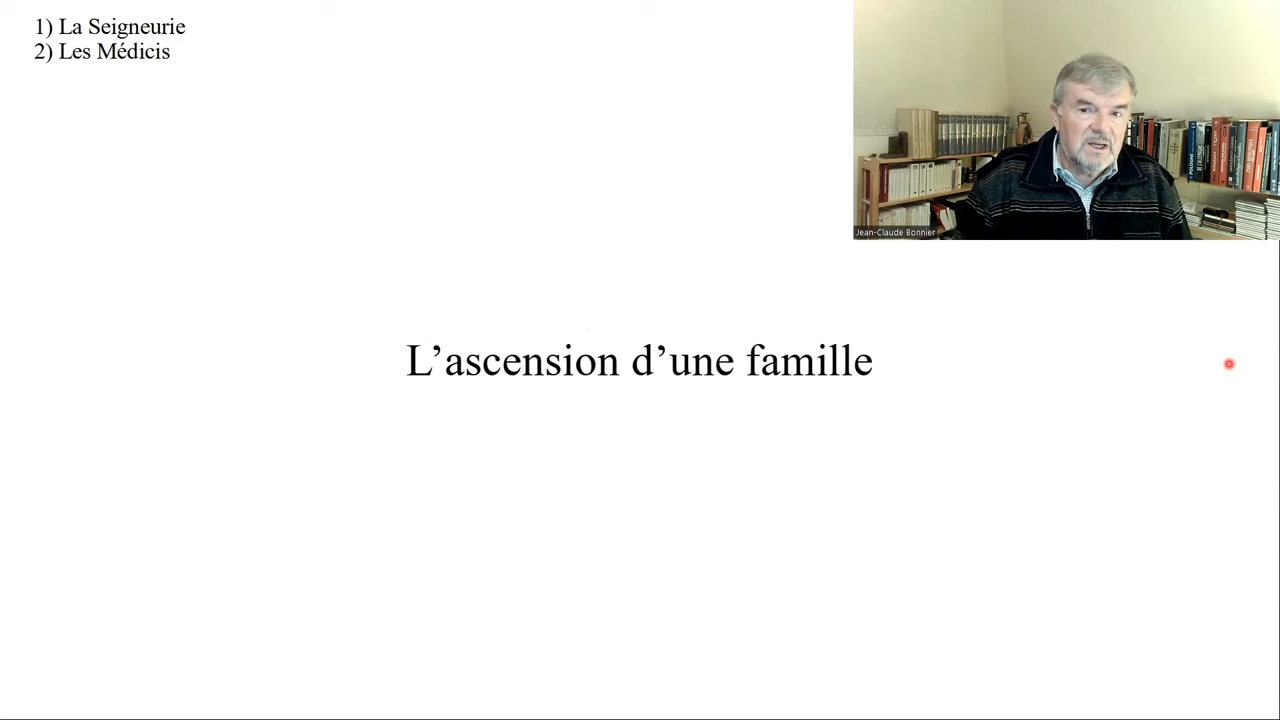 1) La Seigneurie
2) Les Médicis
Jean-Claude Bonnier
L’ascension d’une famille